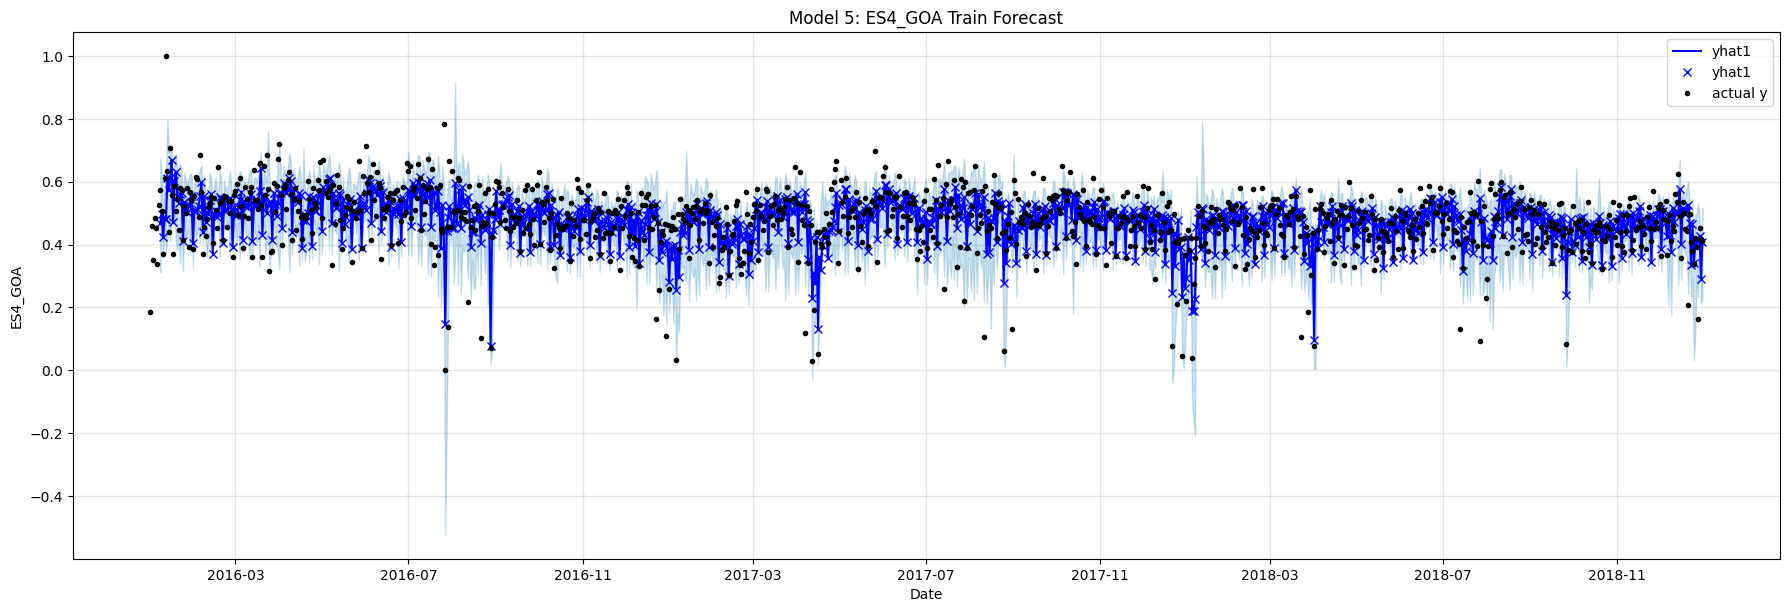 Model 5: ES4_GOA Train Forecast
yhat1
yhat1
actual y
1.0
0.8
0.6
0.4
0.2
0.0
−0.2
−0.4
ES4_GOA
2016-03
2016-07
2016-11
2017-03
2017-07
2017-11
2018-03
2018-07
2018-11
Date